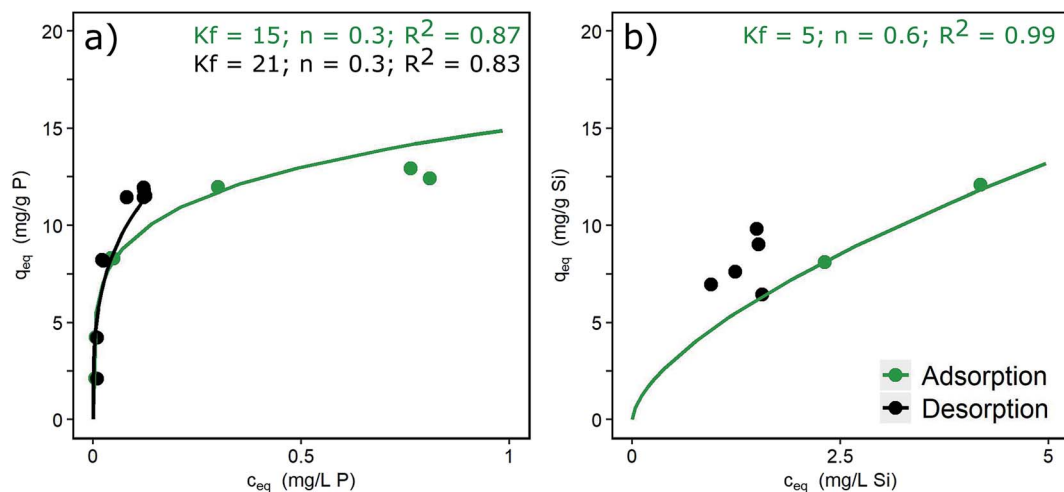 a)
Kf = 15; n = 0.3; R² = 0.87
Kf = 21; n = 0.3; R² = 0.83
20
15
10
5
0
qeq (mg/g P)
0
0.5
1
ceq (mg/L P)
b)
Kf = 5; n = 0.6; R² = 0.99
20
15
10
5
0
qeq (mg/g Si)
Adsorption
Desorption
0
2.5
5
ceq (mg/L Si)